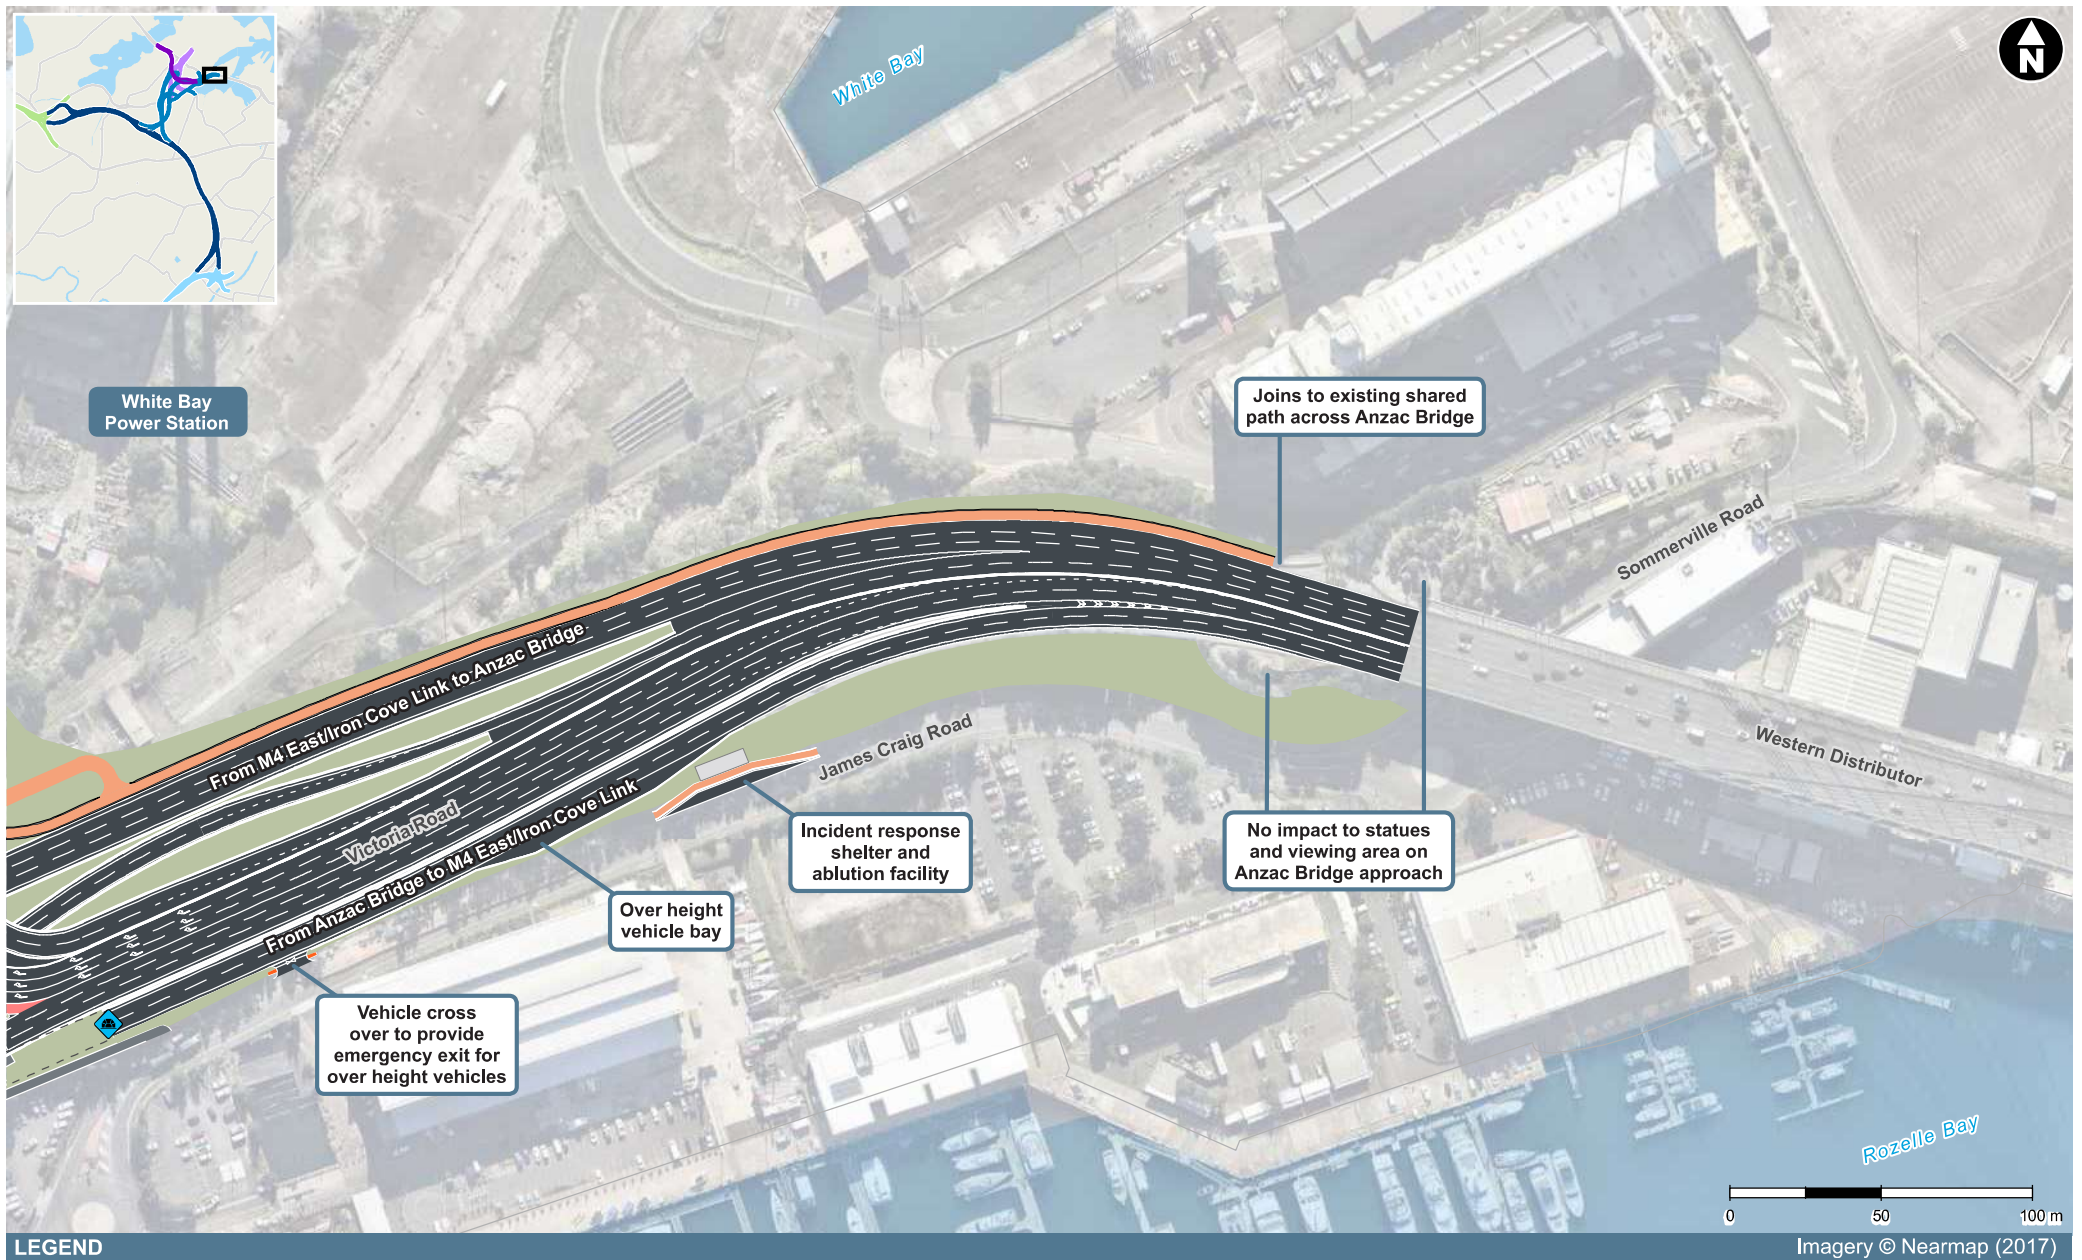 White Bay
N
White Bay
Power Station
Joins to existing shared
path across Anzac Bridge
Sommerville Road
From M4 East/Iron Cove Link to Anzac Bridge
Victoria Road
From Anzac Bridge to M4 East/Iron Cove Link
James Craig Road
Western Distributor
Incident response
shelter and
ablution facility
No impact to statues
and viewing area on
Anzac Bridge approach
Over height
vehicle bay
Vehicle cross
over to provide
emergency exit for
over height vehicles
Rozelle Bay
0 50 100 m
LEGEND
Imagery © Nearmap (2017)